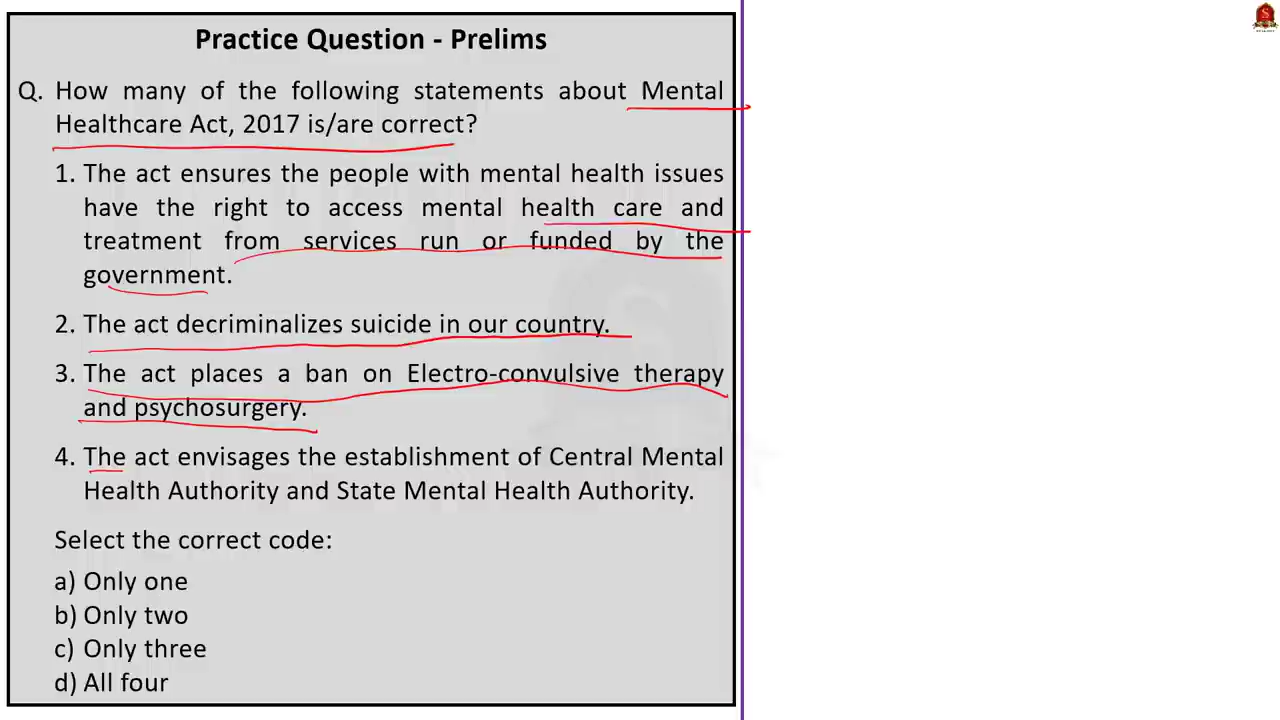 Practice Question - Prelims
Q. How many of the following statements about Mental
Healthcare Act, 2017 is/are correct?
1. The act ensures the people with mental health issues
have the right to access mental health care and
treatment from services run or funded by the
government.
2. The act decriminalizes suicide in our country.
3. The act places a ban on Electro-convulsive therapy
and psychosurgery.
4. The act envisages the establishment of Central Mental
Health Authority and State Mental Health Authority.
Select the correct code:
a) Only one
b) Only two
c) Only three
d) All four